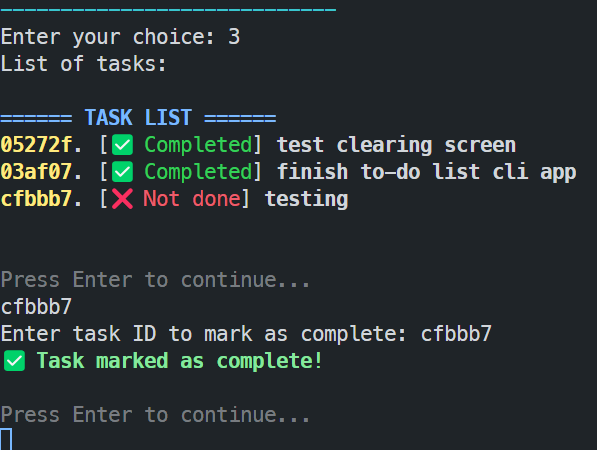 ----------------------------
Enter your choice: 3
List of tasks:
====== TASK LIST ======
05272f. [✅ Completed] test clearing screen
03af07. [✅ Completed] finish to-do list cli app
cfbbb7. [❌ Not done] testing
Press Enter to continue...
cfbbb7
Enter task ID to mark as complete: cfbbb7
✅ Task marked as complete!
Press Enter to continue...